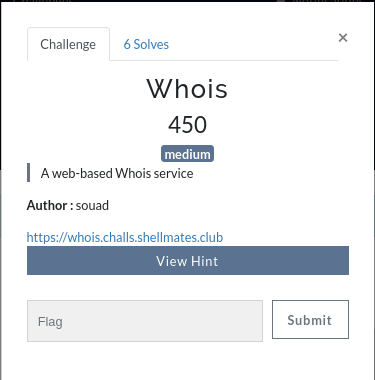 Challenge
6 Solves
×
Whois
450
medium
A web-based Whois service
Author : souad
https://whois.challs.shellmates.club
View Hint
Flag
Submit